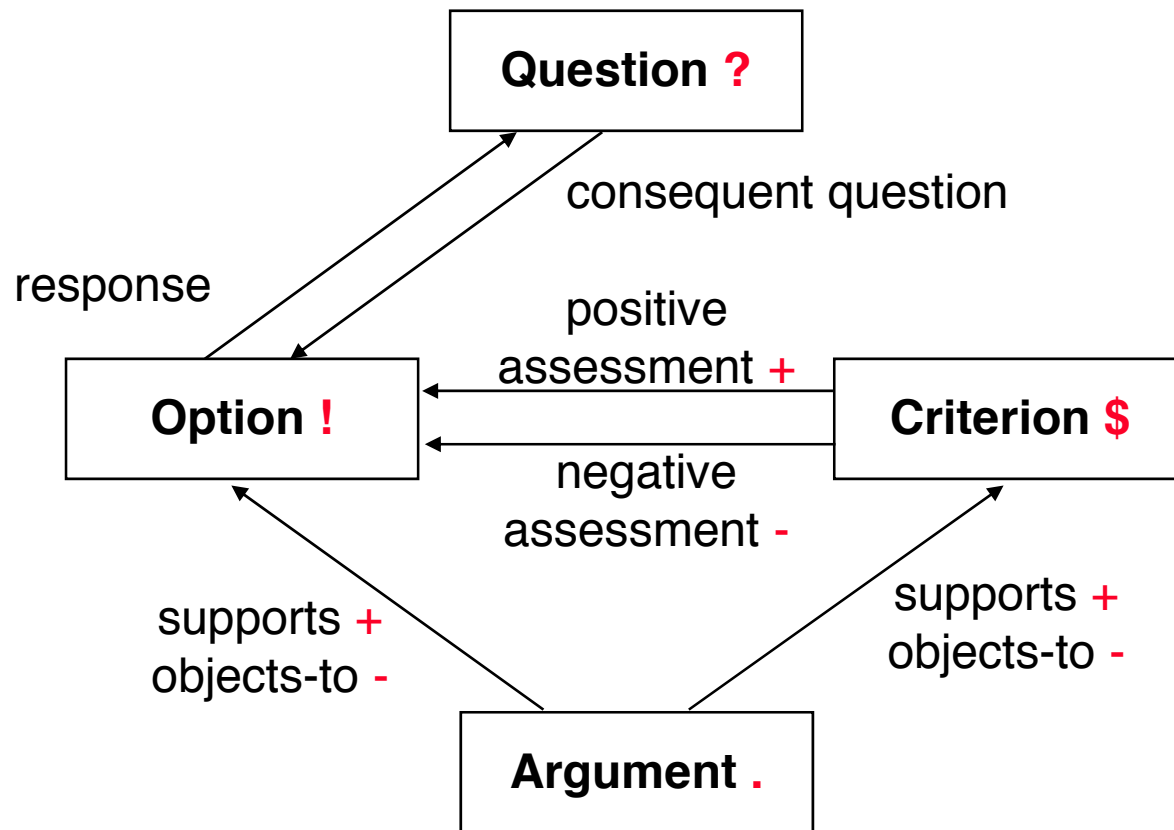 Question ?
consequent question
response
positive
assessment +
Option !
Criterion $
negative
assessment -
supports +
objects-to -
supports +
objects-to -
Argument .